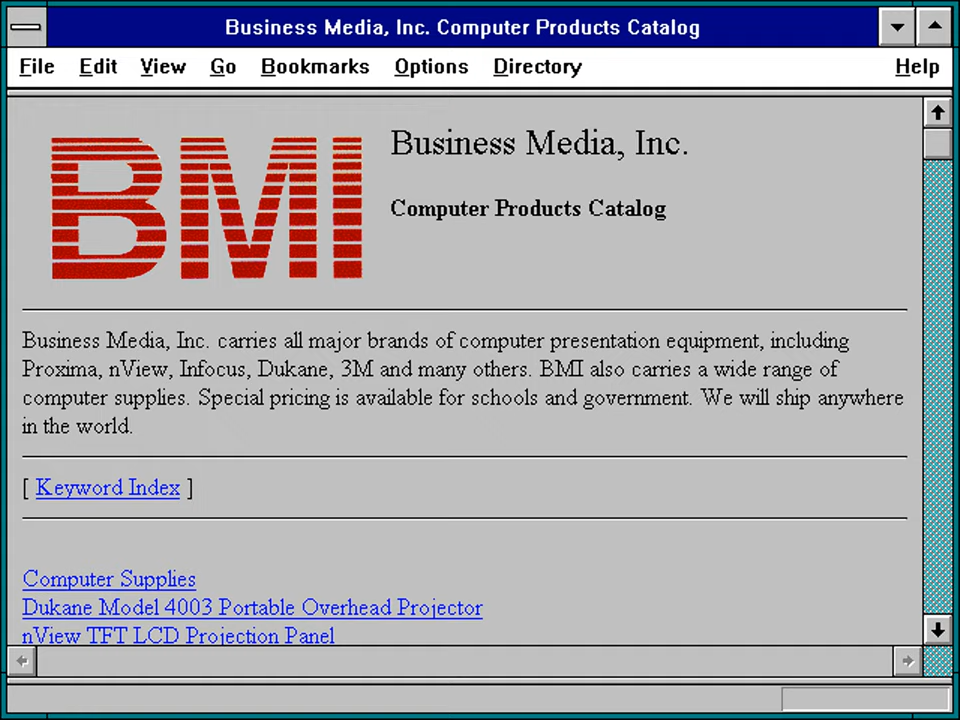 Business Media, Inc. Computer Products Catalog
File Edit View Go Bookmarks Options Directory Help
BMI
Business Media, Inc.
Computer Products Catalog
Business Media, Inc. carries all major brands of computer presentation equipment, including
Proxima, nView, Infocus, Dukane, 3M and many others. BMI also carries a wide range of
computer supplies. Special pricing is available for schools and government. We will ship anywhere
in the world.
[ Keyword Index ]
Computer Supplies
Dukane Model 4003 Portable Overhead Projector
nView TFT LCD Projection Panel